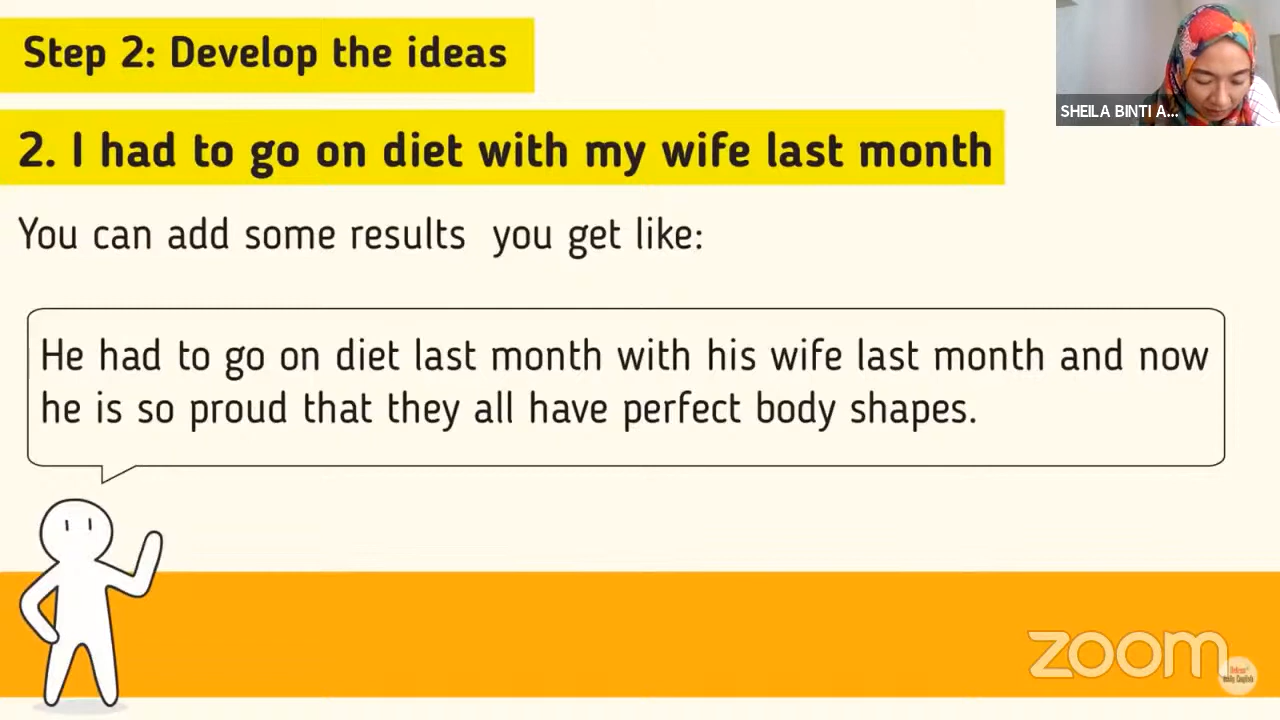 Step 2: Develop the ideas
SHEILA BINTI A...
2. I had to go on diet with my wife last month
You can add some results you get like:
He had to go on diet last month with his wife last month and now
he is so proud that they all have perfect body shapes.
zoom